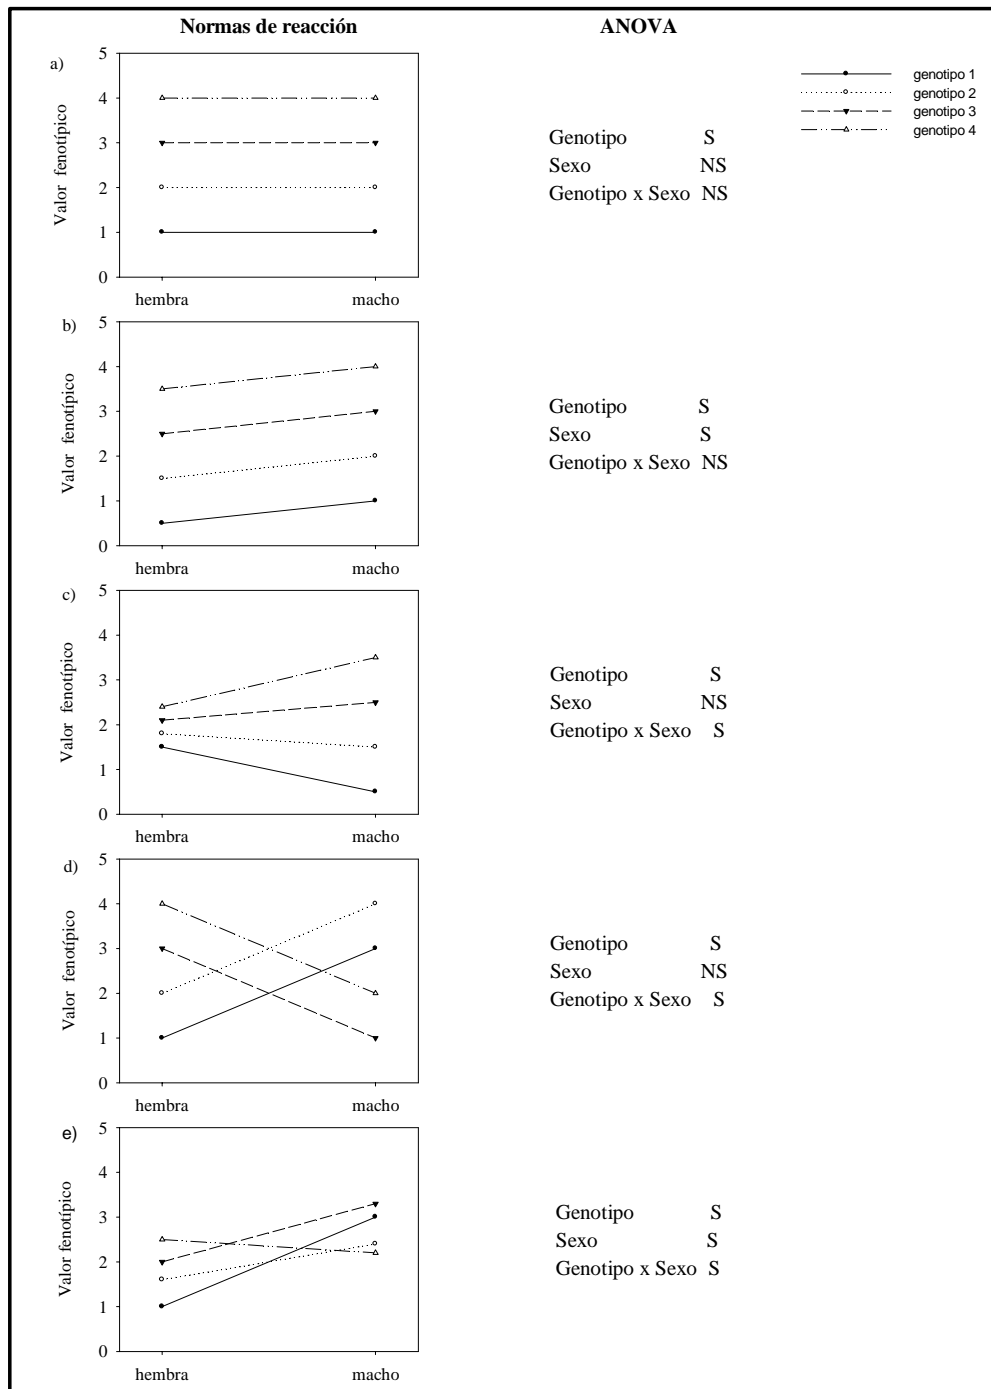 Normas de reacción
ANOVA
genotipo 1
genotipo 2
genotipo 3
genotipo 4
a)
Valor fenotípico
5
4
3
2
1
0
hembra macho
Genotipo S
Sexo NS
Genotipo x Sexo NS
b)
Valor fenotípico
5
4
3
2
1
0
hembra macho
Genotipo S
Sexo S
Genotipo x Sexo NS
c)
Valor fenotípico
5
4
3
2
1
0
hembra macho
Genotipo S
Sexo NS
Genotipo x Sexo S
d)
Valor fenotípico
5
4
3
2
1
0
hembra macho
Genotipo S
Sexo NS
Genotipo x Sexo S
e)
Valor fenotípico
5
4
3
2
1
0
hembra macho
Genotipo S
Sexo S
Genotipo x Sexo S